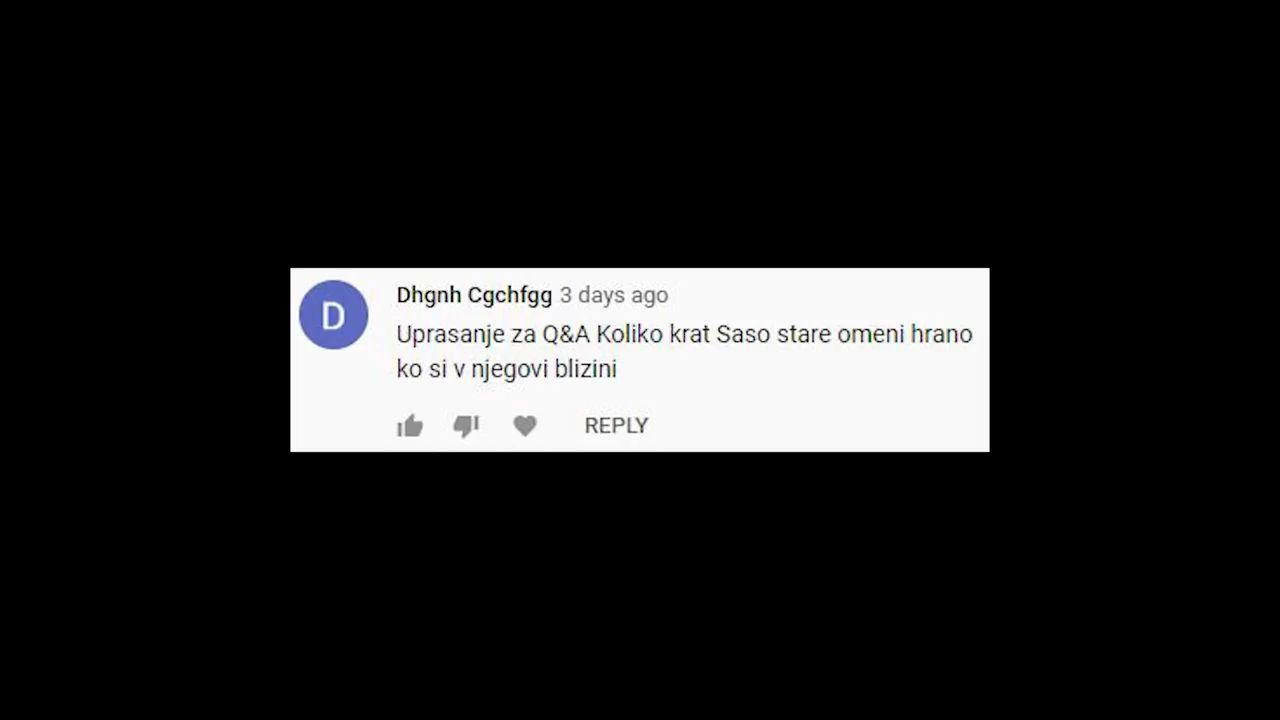 D
Dhgnh Cgchfgg 3 days ago
Uprasanje za Q&A Koliko krat Saso stare omeni hrano
ko si v njegovi blizini
REPLY